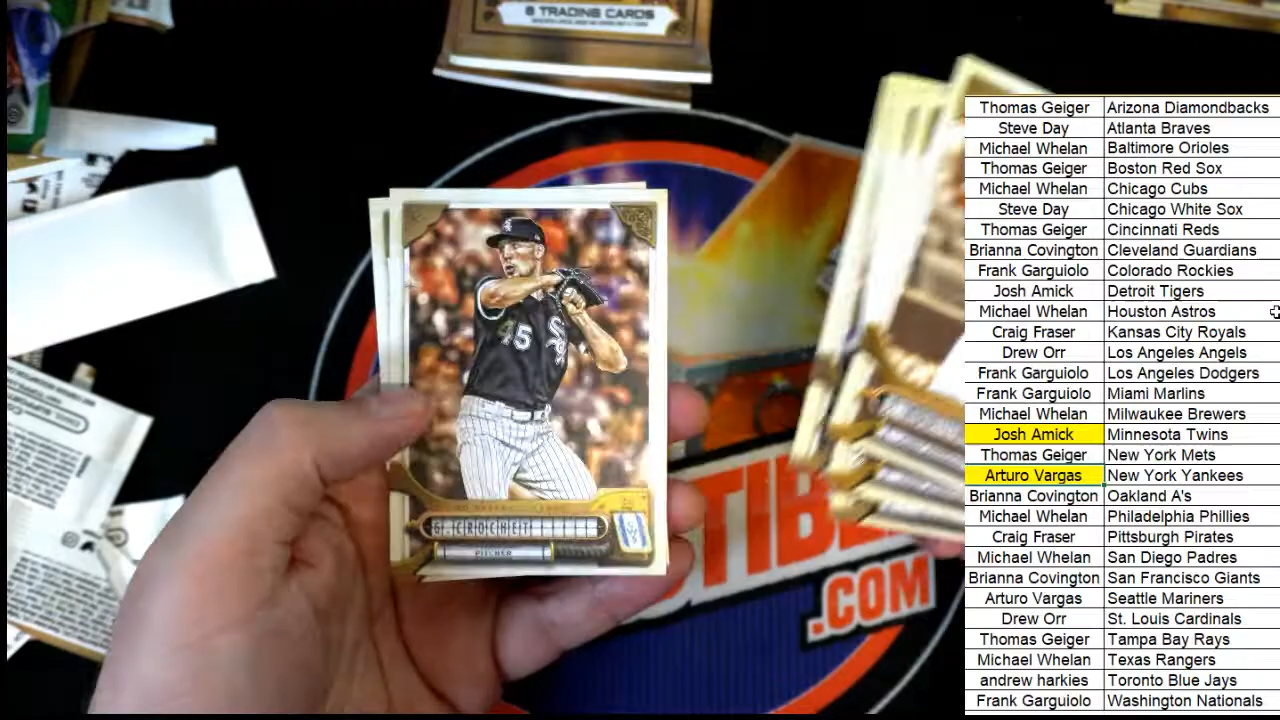 8 TRADING CARDS
45
G. CROCHET
PITCHER
TIBL
.COM
Thomas Geiger Arizona Diamondbacks
Steve Day Atlanta Braves
Michael Whelan Baltimore Orioles
Thomas Geiger Boston Red Sox
Michael Whelan Chicago Cubs
Steve Day Chicago White Sox
Thomas Geiger Cincinnati Reds
Brianna Covington Cleveland Guardians
Frank Garguiolo Colorado Rockies
Josh Amick Detroit Tigers
Michael Whelan Houston Astros
Craig Fraser Kansas City Royals
Drew Orr Los Angeles Angels
Frank Garguiolo Los Angeles Dodgers
Frank Garguiolo Miami Marlins
Michael Whelan Milwaukee Brewers
Josh Amick Minnesota Twins
Thomas Geiger New York Mets
Arturo Vargas New York Yankees
Brianna Covington Oakland A's
Michael Whelan Philadelphia Phillies
Craig Fraser Pittsburgh Pirates
Michael Whelan San Diego Padres
Brianna Covington San Francisco Giants
Arturo Vargas Seattle Mariners
Drew Orr St. Louis Cardinals
Thomas Geiger Tampa Bay Rays
Michael Whelan Texas Rangers
andrew harkies Toronto Blue Jays
Frank Garguiolo Washington Nationals